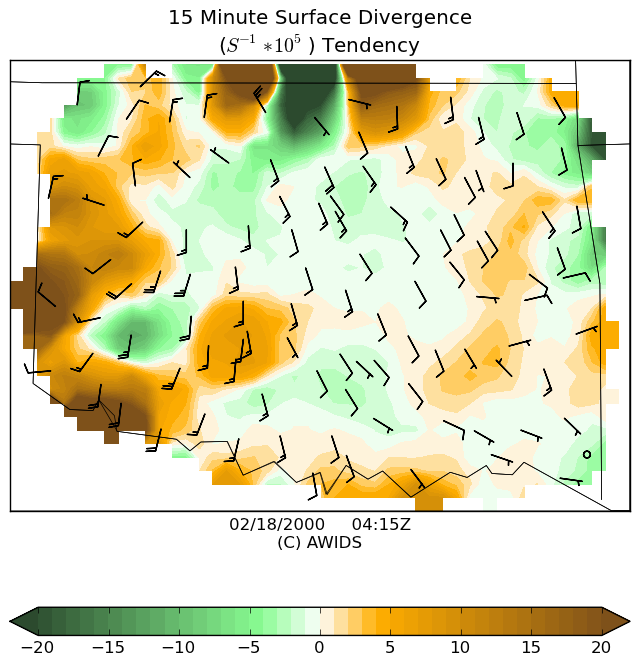 15 Minute Surface Divergence
(S⁻¹ ∗10⁵ ) Tendency
02/18/2000 04:15Z
(C) AWIDS
−20 −15 −10 −5 0 5 10 15 20